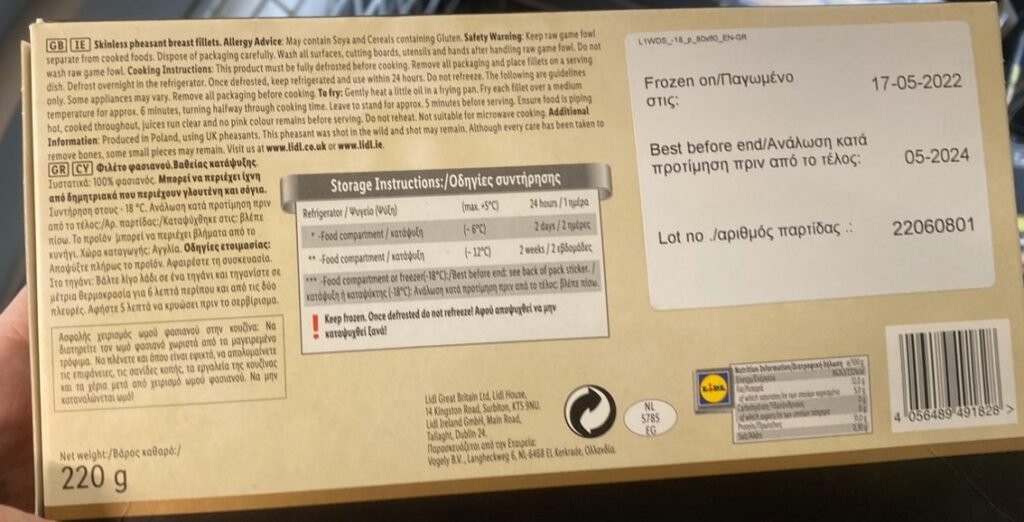 GB IE Skinless pheasant breast fillets. Allergy Advice: May contain Soya and Cereals containing Gluten. Safety Warning: Keep raw game fowl
separate from cooked foods. Dispose of packaging carefully. Wash all surfaces, cutting boards, utensils and hands after handling raw game fowl. Do not
wash raw game fowl. Cooking Instructions: This product must be fully defrosted before cooking. Remove all packaging and place fillets on a serving
dish. Defrost overnight in the refrigerator. Once defrosted, keep refrigerated and use within 24 hours. Do not refreeze. The following are guidelines
only. Some appliances may vary. Remove all packaging before cooking. To fry: Gently heat a little oil in a frying pan. Fry each fillet over a medium
temperature for approx. 6 minutes, turning halfway through cooking time. Leave to stand for approx. 5 minutes before serving. Ensure food is piping
hot, cooked throughout, juices run clear and no pink colour remains before serving. Do not reheat. Not suitable for microwave cooking. Additional
Information: Produced in Poland, using UK pheasants. This pheasant was shot in the wild and shot may remain. Although every care has been taken to
remove bones, some small pieces may remain. Visit us at www.lidl.co.uk or www.lidl.ie.
GR CY Φιλέτο φασιανού. Βαθείας κατάψυξης.
Συστατικά: 100% φασιανός. Μπορεί να περιέχει ίχνη
από δημητριακά που περιέχουν γλουτένη και σόγια.
Συντήρηση στους - 18 °C. Ανάλωση κατά προτίμηση πριν
από το τέλος:/Αρ. παρτίδας:/Καταψύχθηκε στις: βλέπε
πίσω. Το προϊόν μπορεί να περιέχει βλήματα από το
κυνήγι. Χώρα καταγωγής: Αγγλία. Οδηγίες ετοιμασίας:
Αποψύξτε πλήρως το προϊόν. Αφαιρέστε τη συσκευασία.
Στο τηγάνι: Βάλτε λίγο λάδι σε ένα τηγάνι και τηγανίστε σε
μέτρια θερμοκρασία για 6 λεπτά περίπου και από τις δύο
πλευρές. Αφήστε 5 λεπτά να κρυώσει πριν το σερβίρισμα.
Ασφαλής χειρισμός ωμού φασιανού στην κουζίνα: Να
διατηρείτε τον ωμό φασιανό χωριστά από τα μαγειρεμένα
τρόφιμα. Να πλένετε και όπου είναι εφικτό, να απολυμαίνετε
τις επιφάνειες, τις σανίδες κοπής, τα εργαλεία της κουζίνας
και τα χέρια μετά από χειρισμό ωμού φασιανού. Να μην
καταναλώνεται ωμό!
Net weight:/Βάρος καθαρό:/
220 g
Storage Instructions:/Οδηγίες συντήρησης
Refrigerator / Ψυγείο (Ψύξη) (max. +5°C) 24 hours / 1 ημέρα
* -Food compartment / κατάψυξη (- 6°C) 2 days / 2 ημέρες
** -Food compartment / κατάψυξη (- 12°C) 2 weeks / 2 εβδομάδες
*** -Food compartment or freezer(-18°C):/Best before end: see back of pack sticker. /
κατάψυξη ή καταψύκτης (-18°C): Ανάλωση κατά προτίμηση πριν από το τέλος: βλέπε πίσω.
! Keep frozen. Once defrosted do not refreeze! Αφού αποψυχθεί να μην
καταψυχθεί ξανά!
Lidl Great Britain Ltd, Lidl House,
14 Kingston Road, Surbiton, KT5 9NU.
Lidl Ireland GmbH, Main Road,
Tallaght, Dublin 24.
Παρασκευάζεται από την Εταιρεία:
Vogely B.V., Langheckweg 6, NL-6468 EL Kerkrade, Ολλανδία.
NL
5785
EG
LIDL
Nutrition Information/Διατροφική δήλωση
4 056489 491828 >
L1WDS_-18_p_80x60_EN-GR
Frozen on/Παγωμένο
στις: 17-05-2022
Best before end/Ανάλωση κατά
προτίμηση πριν από το τέλος: 05-2024
Lot no ./αριθμός παρτίδας .: 22060801